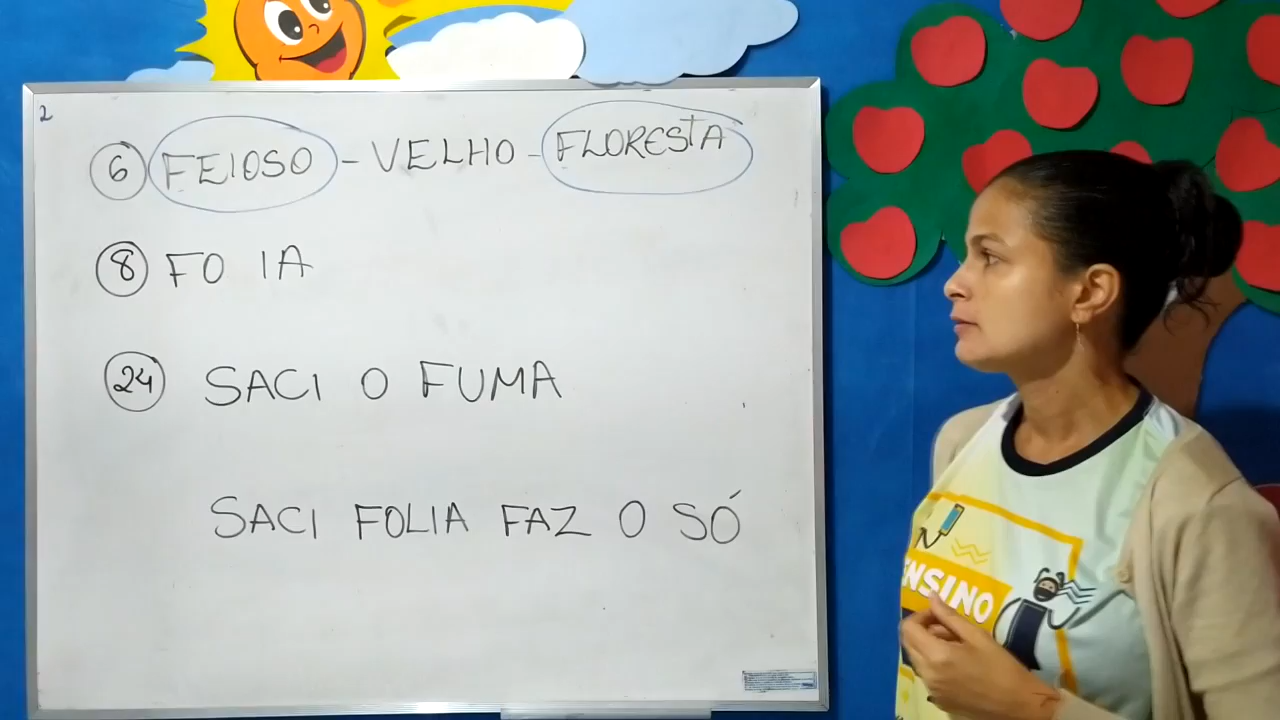 2
6 FEIOSO - VELHO - FLORESTA
8 FO IA
24 SACI O FUMA
SACI FOLIA FAZ O SÓ
ENSINO